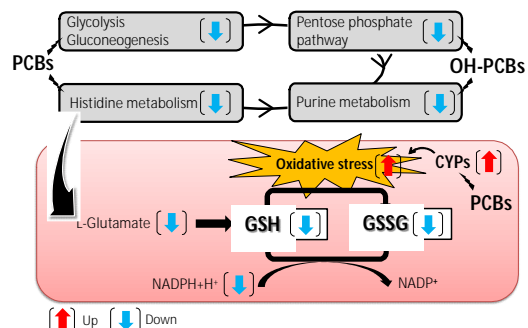 Glycolysis
Gluconeogenesis
Pentose phosphate
pathway
PCBs
OH-PCBs
Histidine metabolism
Purine metabolism
Oxidative stress
CYPs
PCBs
L-Glutamate
GSH
GSSG
NADPH+H+
NADP+
Up
Down